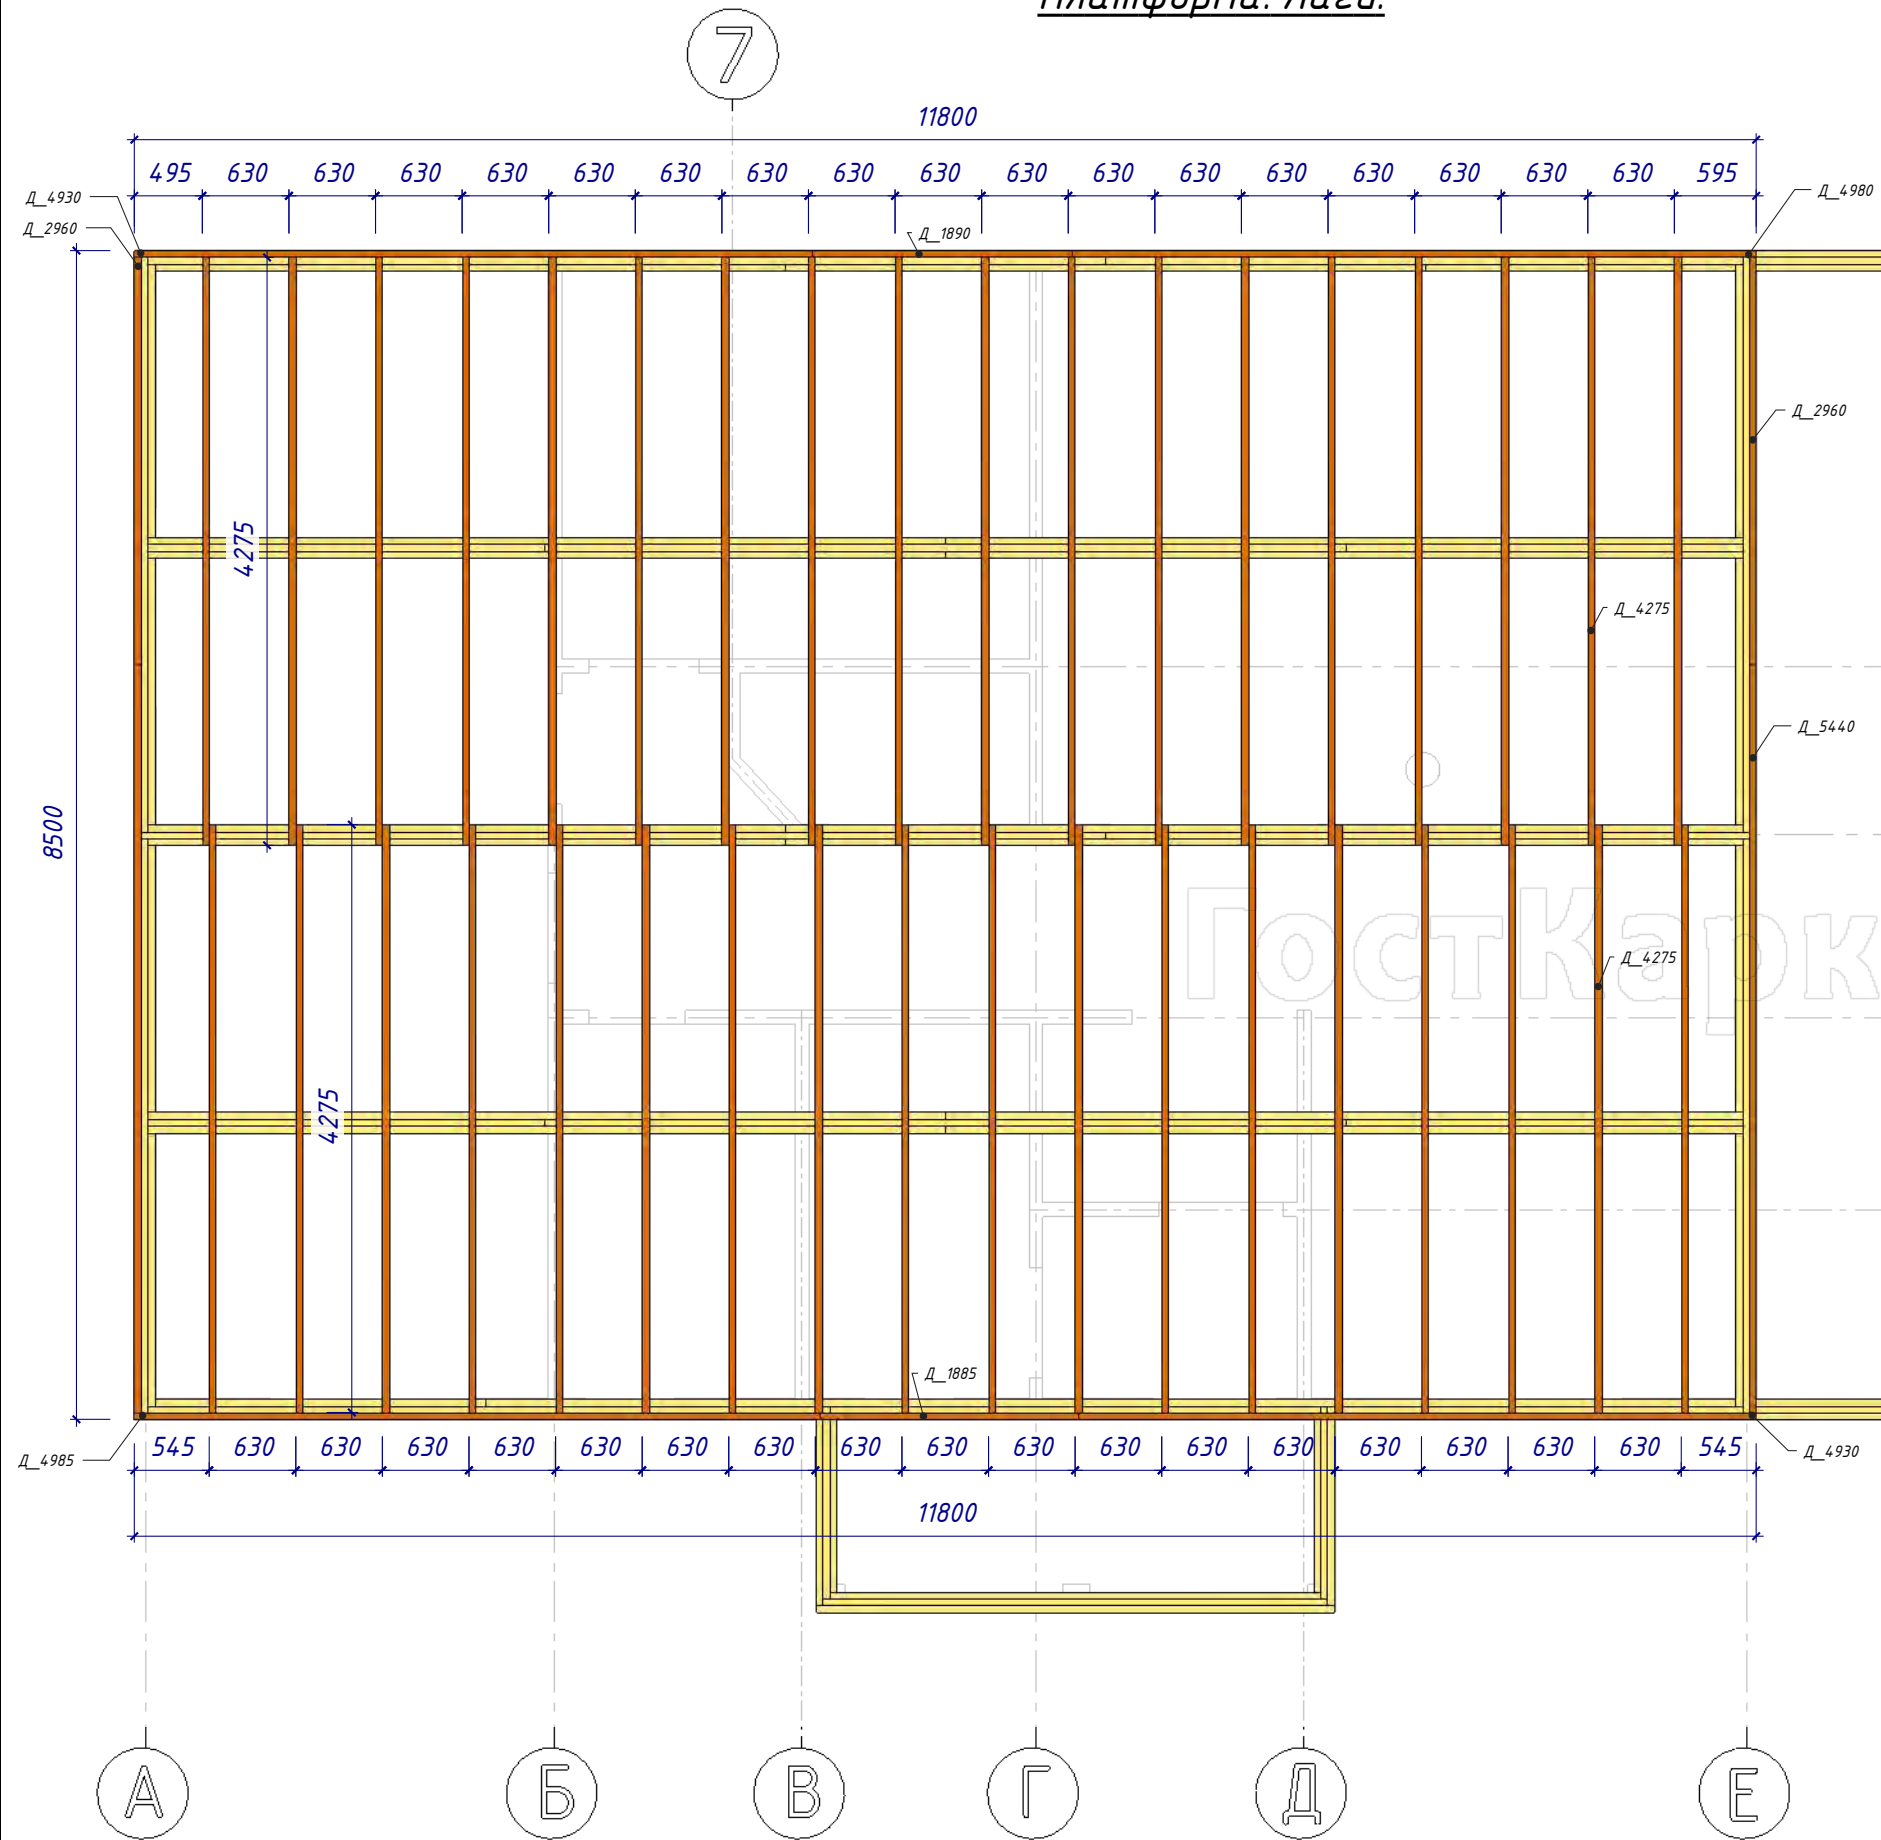 Платформа. Лаги.
7
11800
495 630 630 630 630 630 630 630 630 630 630 630 630 630 630 630 630 630 595
Д_4930
Д_4980
Д_2960
Д_1890
Д_2960
4275
Д_4275
Д_5440
8500
ГостКарк
Д_4275
4275
Д_1885
545 630 630 630 630 630 630 630 630 630 630 630 630 630 630 630 630 630 545
Д_4985
Д_4930
11800
А Б В Г Д Е